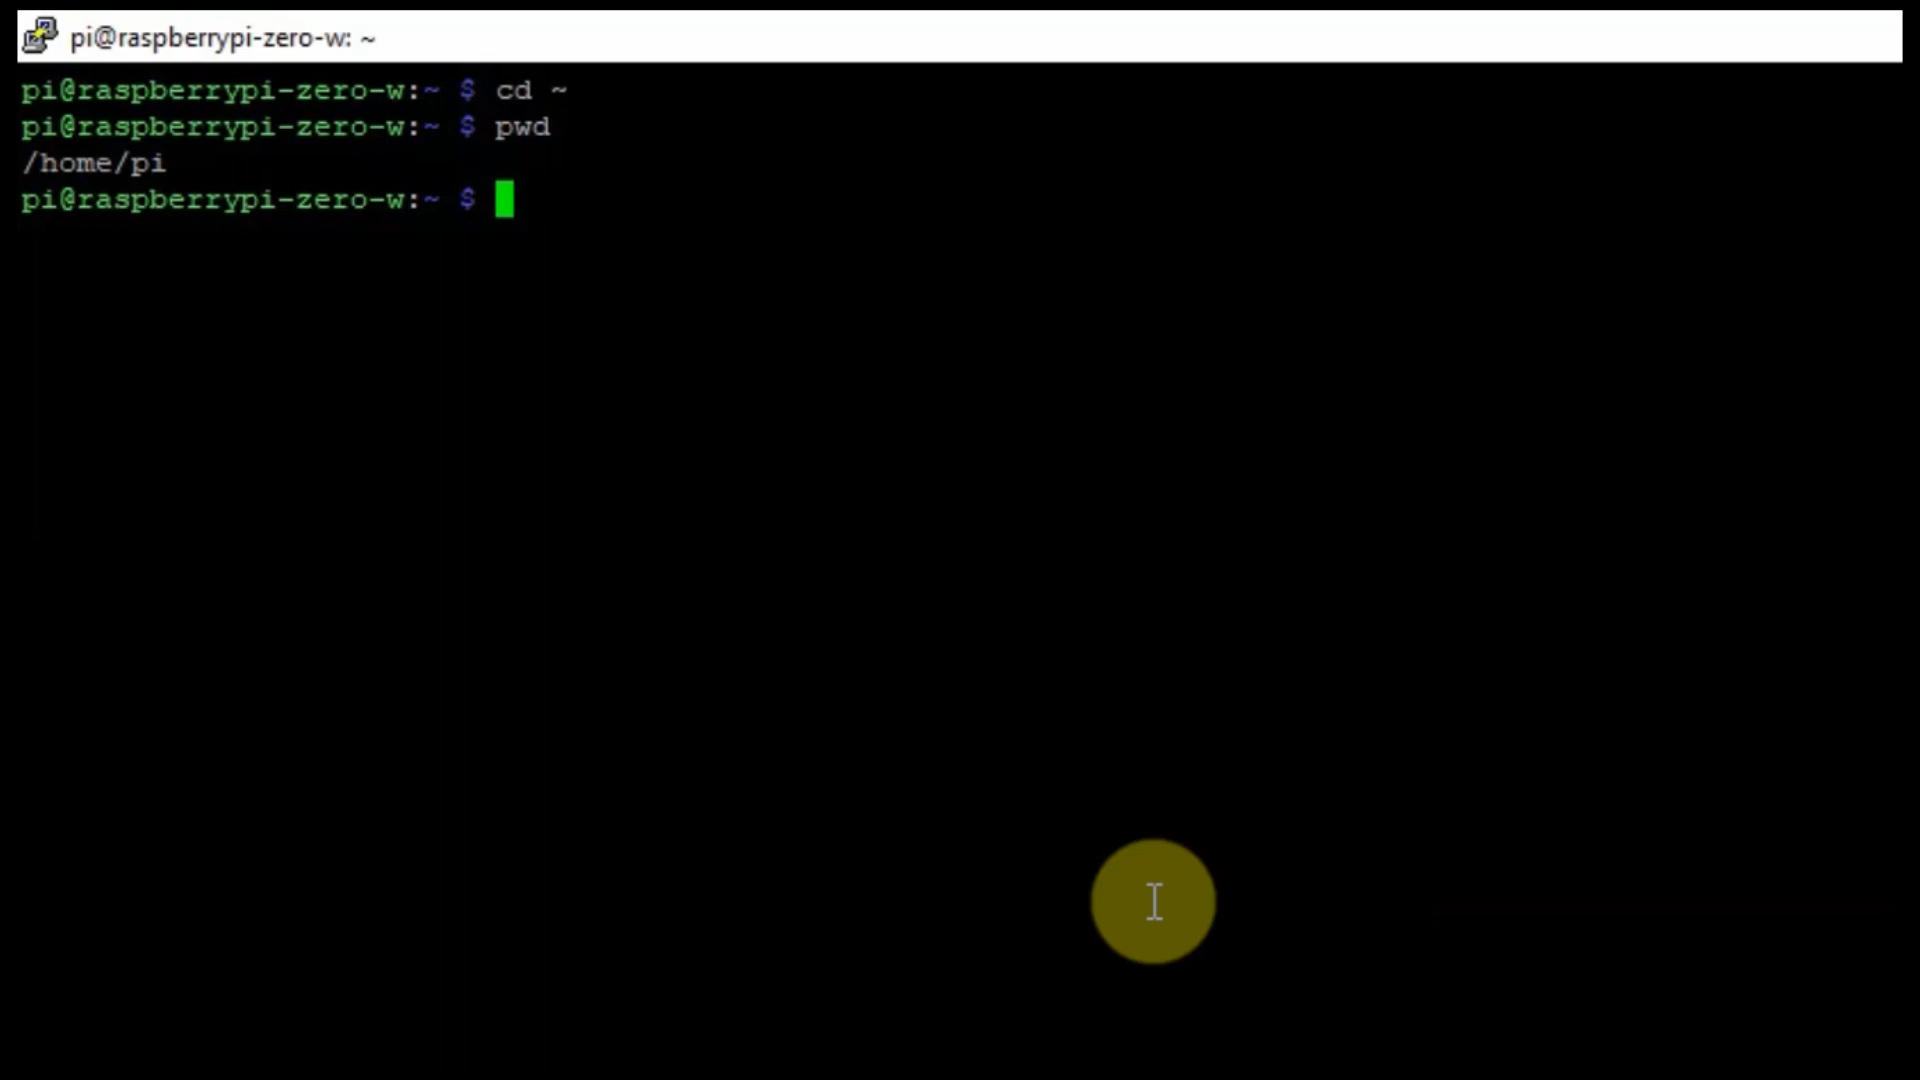 pi@raspberrypi-zero-w: ~
pi@raspberrypi-zero-w:~ $ cd ~
pi@raspberrypi-zero-w:~ $ pwd
/home/pi
pi@raspberrypi-zero-w:~ $